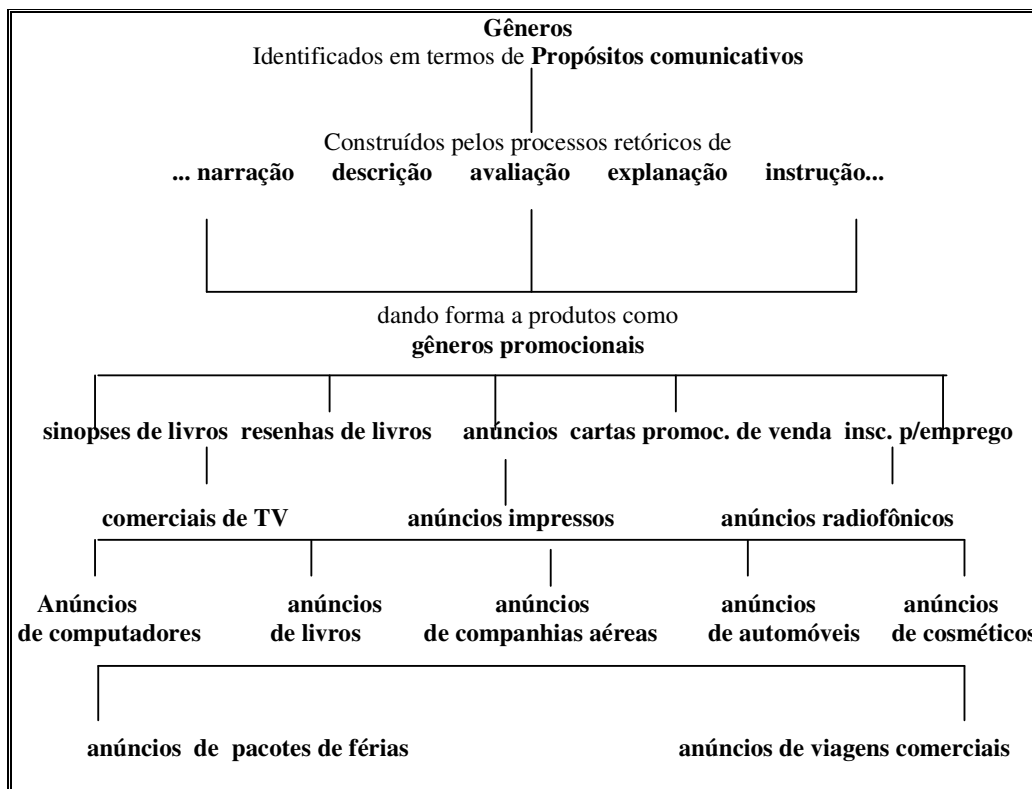 Gêneros
Identificados em termos de Propósitos comunicativos
Construídos pelos processos retóricos de
... narração descrição avaliação explanação instrução...
dando forma a produtos como
gêneros promocionais
sinopses de livros resenhas de livros anúncios cartas promoc. de venda insc. p/emprego
comerciais de TV anúncios impressos anúncios radiofônicos
Anúncios anúncios anúncios anúncios anúncios
de computadores de livros de companhias aéreas de automóveis de cosméticos
anúncios de pacotes de férias anúncios de viagens comerciais